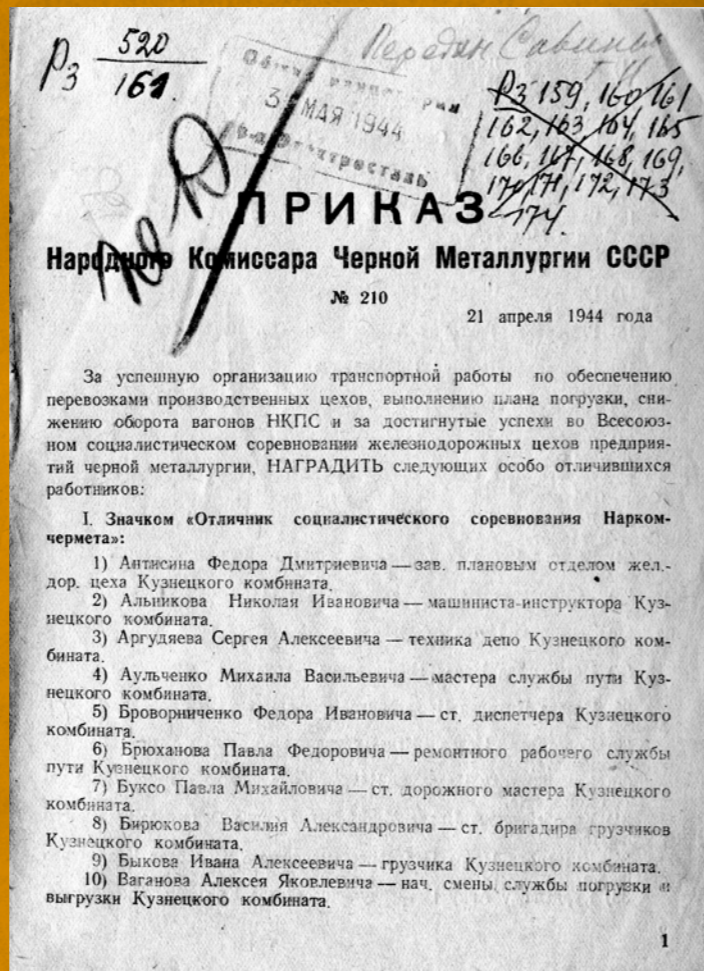 Рз 520
161.
Передан Савины
Общая канцелярия
3 МАЯ 1944
з-д Электросталь
Рз 159, 160, 161
162, 163, 164, 165
166, 167, 168, 169,
170, 171, 172, 173
174.
ПРИКАЗ
Народного Комиссара Черной Металлургии СССР
№ 210
21 апреля 1944 года
За успешную организацию транспортной работы по обеспечению
перевозками производственных цехов, выполнению плана погрузки, сни-
жению оборота вагонов НКПС и за достигнутые успехи во Всесоюз-
ном социалистическом соревновании железнодорожных цехов предприя-
тий черной металлургии, НАГРАДИТЬ следующих особо отличившихся
работников:
I. Значком «Отличник социалистического соревнования Нарком-
чермета»:
1) Антисина Федора Дмитриевича — зав. плановым отделом жел.-
дор. цеха Кузнецкого комбината.
2) Альникова Николая Ивановича — машиниста-инструктора Куз-
нецкого комбината.
3) Аргудяева Сергея Алексеевича — техника депо Кузнецкого ком-
бината.
4) Аульченко Михаила Васильевича — мастера службы пути Куз-
нецкого комбината.
5) Броворниченко Федора Ивановича — ст. диспетчера Кузнецкого
комбината.
6) Брюханова Павла Федоровича — ремонтного рабочего службы
пути Кузнецкого комбината.
7) Буксо Павла Михайловича — ст. дорожного мастера Кузнецкого
комбината.
8) Бирюкова Василия Александровича — ст. бригадира грузчиков
Кузнецкого комбината.
9) Быкова Ивана Алексеевича — грузчика Кузнецкого комбината.
10) Ваганова Алексея Яковлевича — нач. смены службы погрузки и
выгрузки Кузнецкого комбината.
1